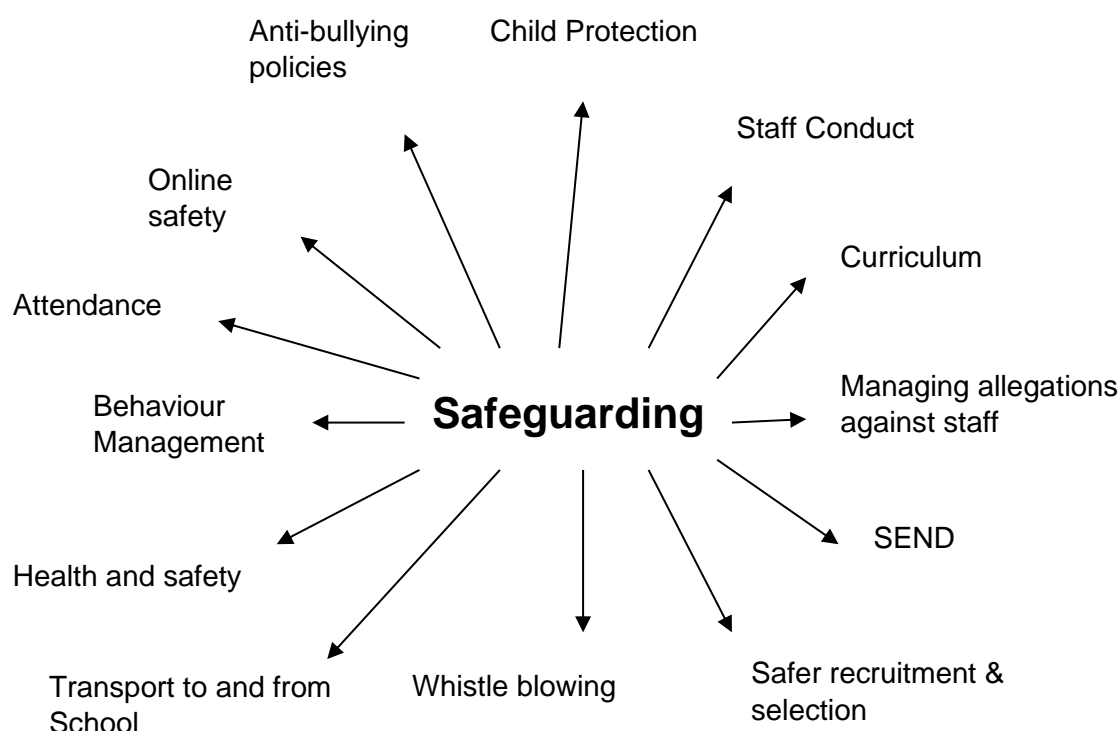 Anti-bullying
policies
Child Protection
Staff Conduct
Online
safety
Curriculum
Attendance
Managing allegations
against staff
Behaviour
Management
Safeguarding
SEND
Health and safety
Safer recruitment &
selection
Whistle blowing
Transport to and from
School